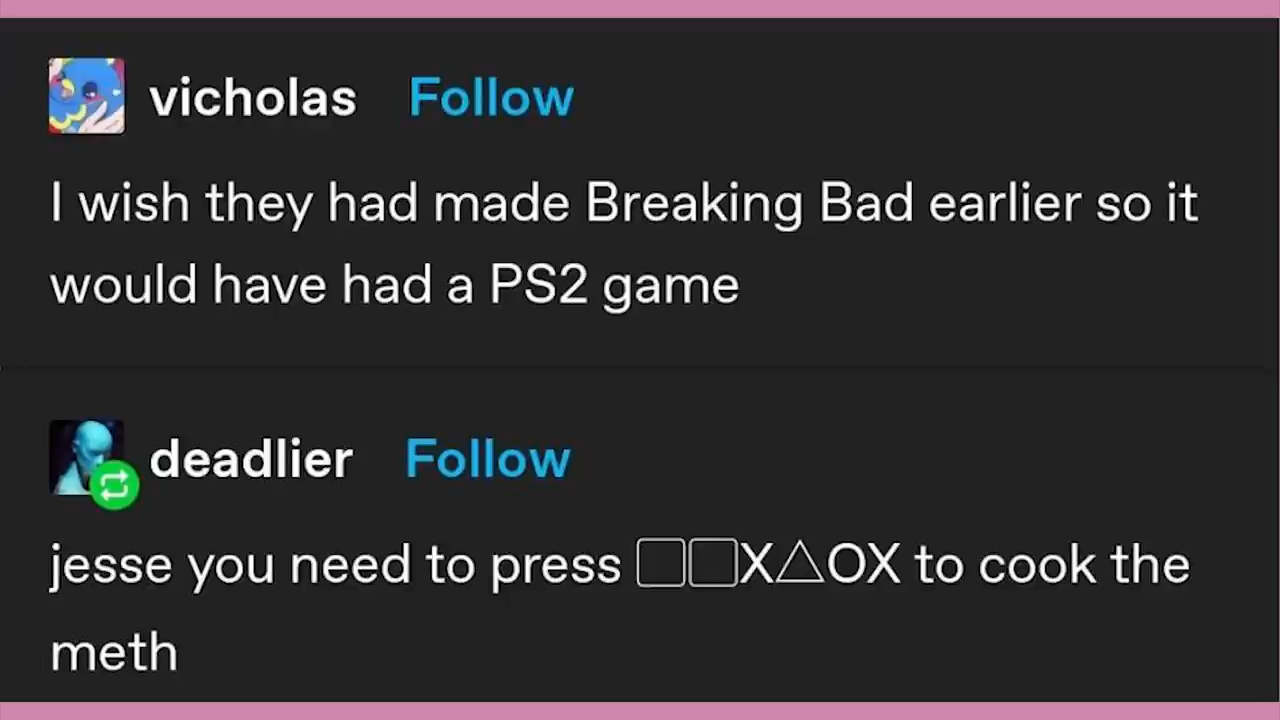 vicholas Follow
I wish they had made Breaking Bad earlier so it
would have had a PS2 game
deadlier Follow
jesse you need to press □□X△OX to cook the
meth